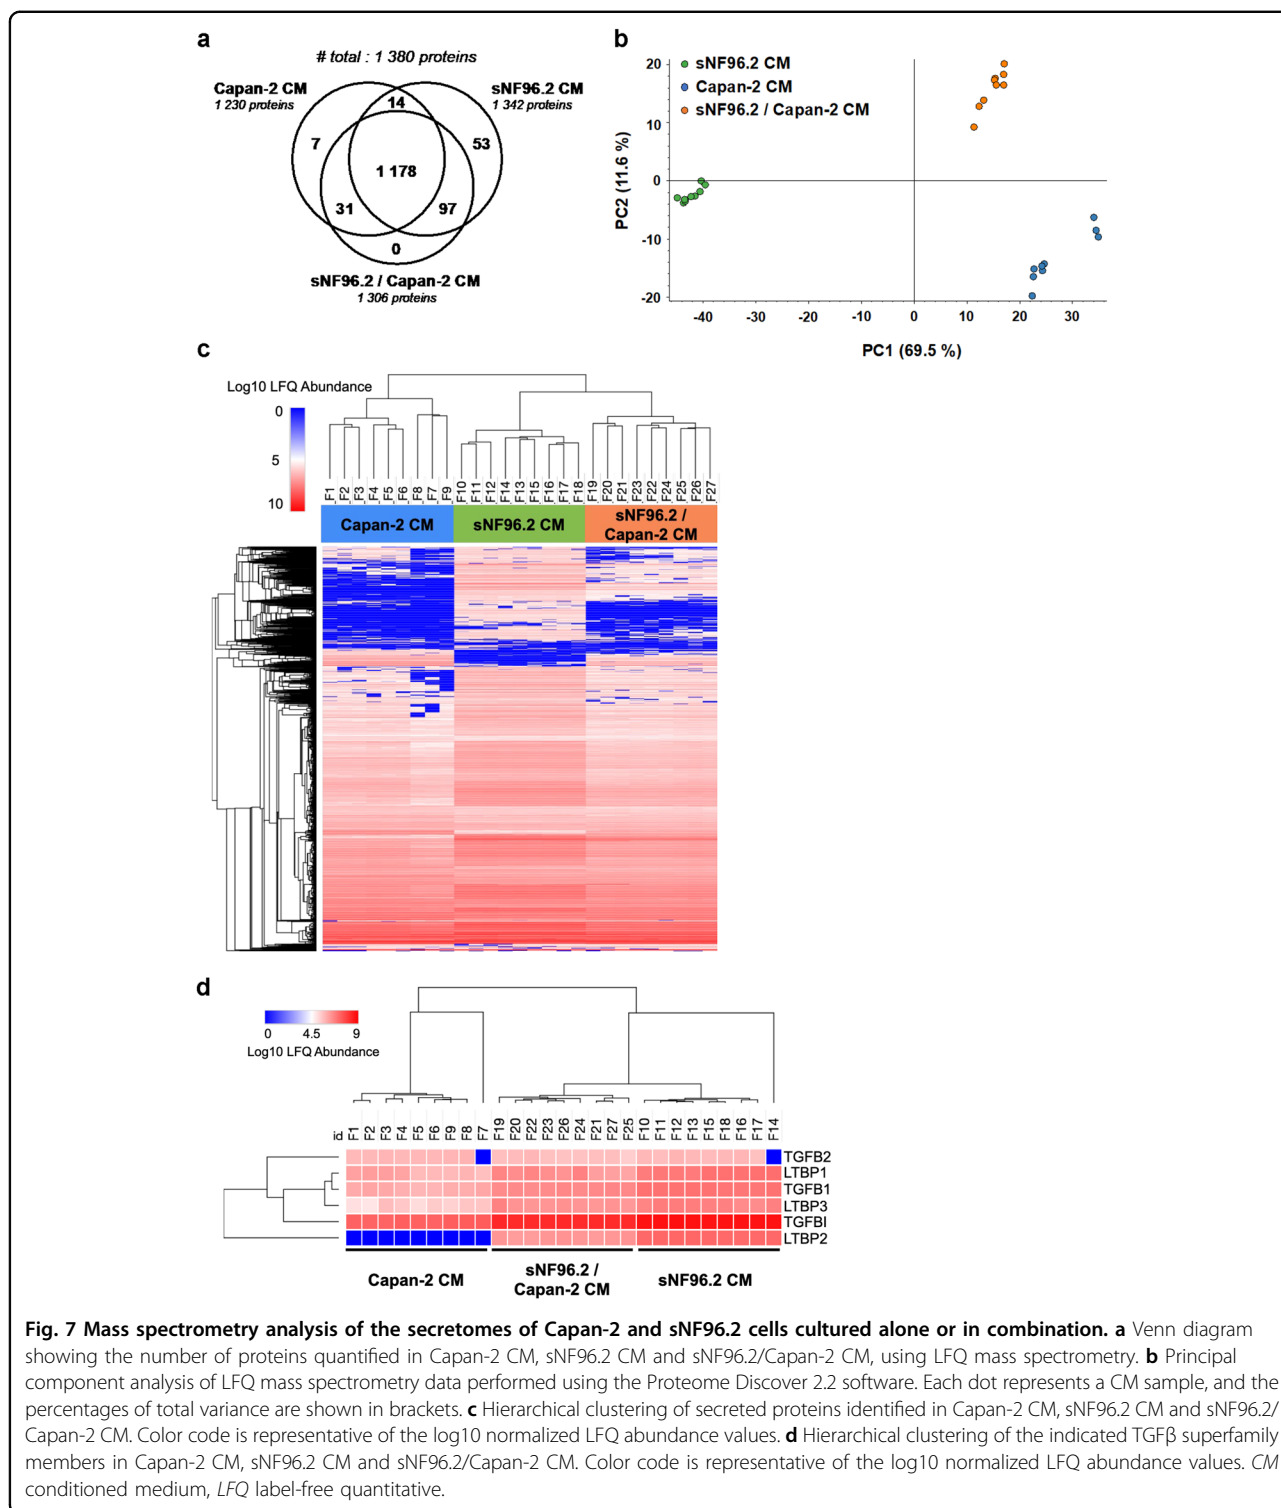 a
# total : 1 380 proteins
Capan-2 CM
1 230 proteins
sNF96.2 CM
1 342 proteins
14
7
53
1 178
31
97
0
sNF96.2 / Capan-2 CM
1 306 proteins
b
sNF96.2 CM
Capan-2 CM
sNF96.2 / Capan-2 CM
20
10
0
-10
-20
PC2 (11.6 %)
-40
-30
-20
-10
0
10
20
30
PC1 (69.5 %)
c
Log10 LFQ Abundance
0
5
10
F1 F2 F3 F4 F5 F6 F8 F7 F9 F10 F11 F12 F14 F13 F15 F16 F17 F18 F19 F20 F21 F23 F22 F24 F25 F26 F27
Capan-2 CM
sNF96.2 CM
sNF96.2 /
Capan-2 CM
d
0 4.5 9
Log10 LFQ Abundance
id F1 F2 F3 F4 F5 F6 F9 F8 F7 F19 F20 F22 F23 F26 F24 F21 F27 F25 F10 F11 F12 F13 F15 F18 F16 F17 F14
TGFB2
LTBP1
TGFB1
LTBP3
TGFBI
LTBP2
Capan-2 CM
sNF96.2 /
Capan-2 CM
sNF96.2 CM
Fig. 7 Mass spectrometry analysis of the secretomes of Capan-2 and sNF96.2 cells cultured alone or in combination. a Venn diagram
showing the number of proteins quantified in Capan-2 CM, sNF96.2 CM and sNF96.2/Capan-2 CM, using LFQ mass spectrometry. b Principal
component analysis of LFQ mass spectrometry data performed using the Proteome Discover 2.2 software. Each dot represents a CM sample, and the
percentages of total variance are shown in brackets. c Hierarchical clustering of secreted proteins identified in Capan-2 CM, sNF96.2 CM and sNF96.2/
Capan-2 CM. Color code is representative of the log10 normalized LFQ abundance values. d Hierarchical clustering of the indicated TGFβ superfamily
members in Capan-2 CM, sNF96.2 CM and sNF96.2/Capan-2 CM. Color code is representative of the log10 normalized LFQ abundance values. CM
conditioned medium, LFQ label-free quantitative.